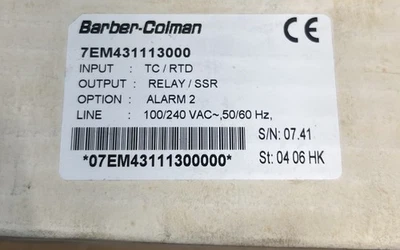 Barber-Colman CE
7EM431113000
INPUT : TC / RTD
OUTPUT : RELAY / SSR
OPTION : ALARM 2
LINE : 100/240 VAC~,50/60 Hz,
S/N: 07.41
*07EM43111300000* St: 04 06 HK